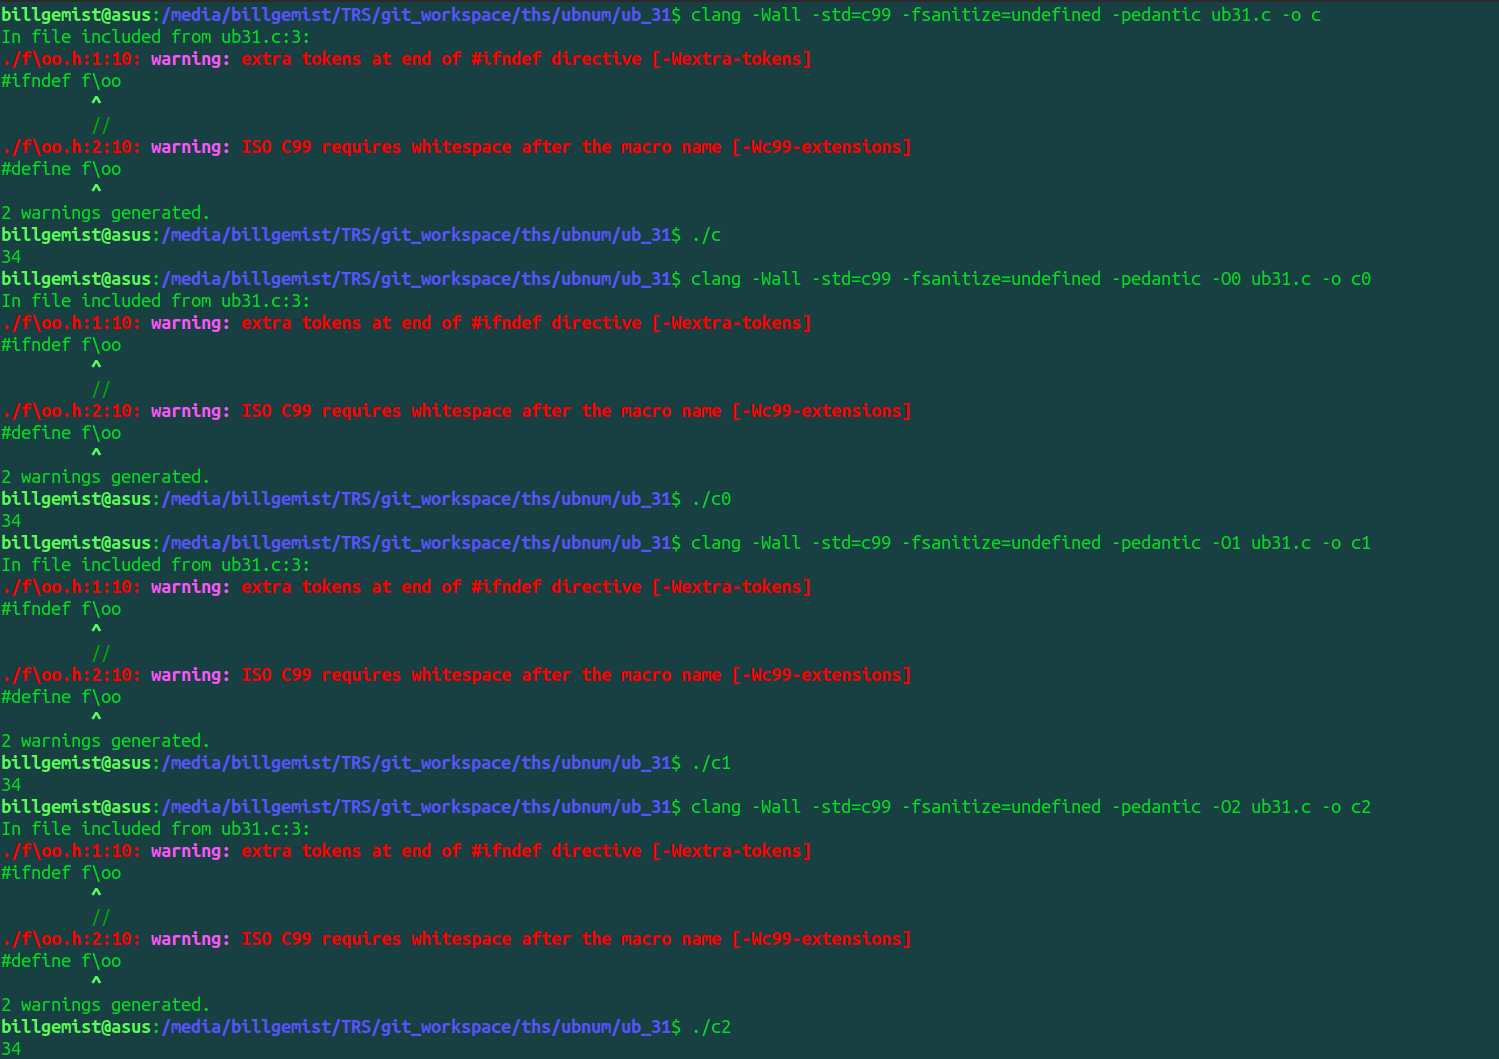 billgemist@asus:/media/billgemist/TRS/git_workspace/ths/ubnum/ub_31$ clang -Wall -std=c99 -fsanitize=undefined -pedantic ub31.c -o c
In file included from ub31.c:3:
./f\oo.h:1:10: warning: extra tokens at end of #ifndef directive [-Wextra-tokens]
#ifndef f\oo
^
//
./f\oo.h:2:10: warning: ISO C99 requires whitespace after the macro name [-Wc99-extensions]
#define f\oo
^
2 warnings generated.
billgemist@asus:/media/billgemist/TRS/git_workspace/ths/ubnum/ub_31$ ./c
34
billgemist@asus:/media/billgemist/TRS/git_workspace/ths/ubnum/ub_31$ clang -Wall -std=c99 -fsanitize=undefined -pedantic -O0 ub31.c -o c0
In file included from ub31.c:3:
./f\oo.h:1:10: warning: extra tokens at end of #ifndef directive [-Wextra-tokens]
#ifndef f\oo
^
//
./f\oo.h:2:10: warning: ISO C99 requires whitespace after the macro name [-Wc99-extensions]
#define f\oo
^
2 warnings generated.
billgemist@asus:/media/billgemist/TRS/git_workspace/ths/ubnum/ub_31$ ./c0
34
billgemist@asus:/media/billgemist/TRS/git_workspace/ths/ubnum/ub_31$ clang -Wall -std=c99 -fsanitize=undefined -pedantic -O1 ub31.c -o c1
In file included from ub31.c:3:
./f\oo.h:1:10: warning: extra tokens at end of #ifndef directive [-Wextra-tokens]
#ifndef f\oo
^
//
./f\oo.h:2:10: warning: ISO C99 requires whitespace after the macro name [-Wc99-extensions]
#define f\oo
^
2 warnings generated.
billgemist@asus:/media/billgemist/TRS/git_workspace/ths/ubnum/ub_31$ ./c1
34
billgemist@asus:/media/billgemist/TRS/git_workspace/ths/ubnum/ub_31$ clang -Wall -std=c99 -fsanitize=undefined -pedantic -O2 ub31.c -o c2
In file included from ub31.c:3:
./f\oo.h:1:10: warning: extra tokens at end of #ifndef directive [-Wextra-tokens]
#ifndef f\oo
^
//
./f\oo.h:2:10: warning: ISO C99 requires whitespace after the macro name [-Wc99-extensions]
#define f\oo
^
2 warnings generated.
billgemist@asus:/media/billgemist/TRS/git_workspace/ths/ubnum/ub_31$ ./c2
34